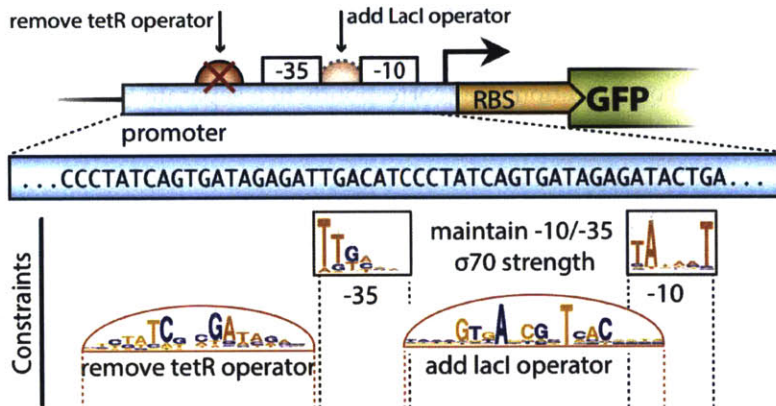 remove tetR operator
add LacI operator
-35
-10
RBS
GFP
promoter
...CCCTATCAGTGATAGAGATTGACATCCCTATCAGTGATAGAGATACTGA...
Constraints
maintain -10/-35
σ70 strength
-35
-10
remove tetR operator
add lacI operator